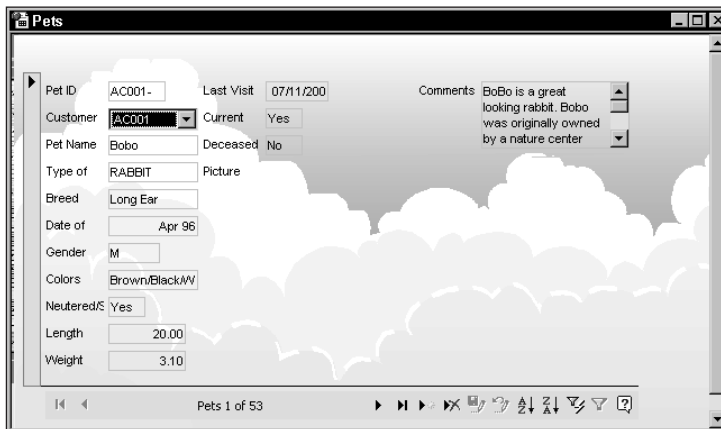 Pets
Pet ID AC001- Last Visit 07/11/200 Comments BoBo is a great
looking rabbit. Bobo
was originally owned
by a nature center
Customer AC001 Current Yes
Pet Name Bobo Deceased No
Type of RABBIT Picture
Breed Long Ear
Date of Apr 96
Gender M
Colors Brown/Black/W
Neutered/S Yes
Length 20.00
Weight 3.10
Pets 1 of 53